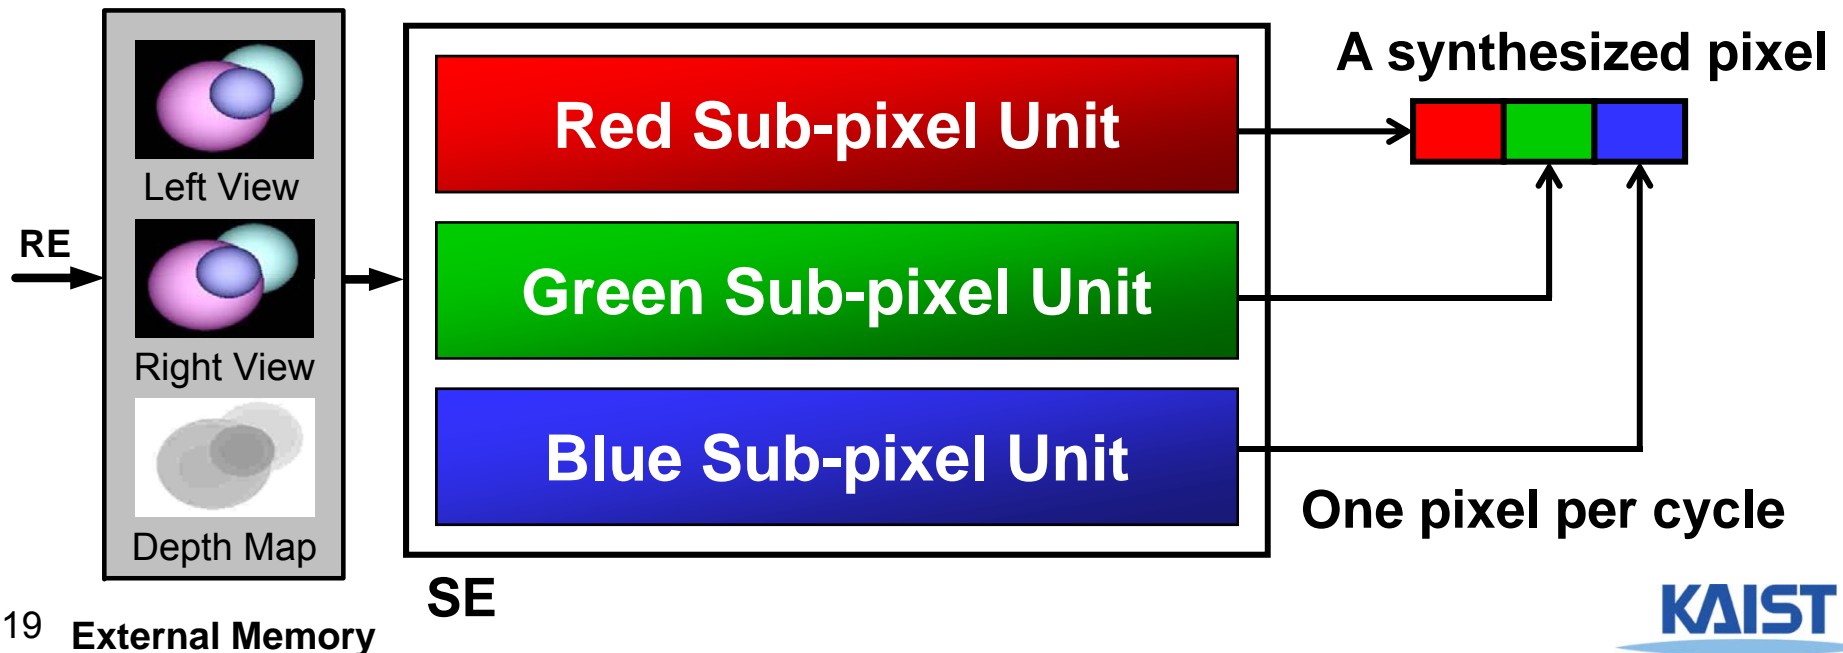 RE
Left View
Right View
Depth Map
19
External Memory
Red Sub-pixel Unit
Green Sub-pixel Unit
Blue Sub-pixel Unit
SE
A synthesized pixel
One pixel per cycle
KAIST